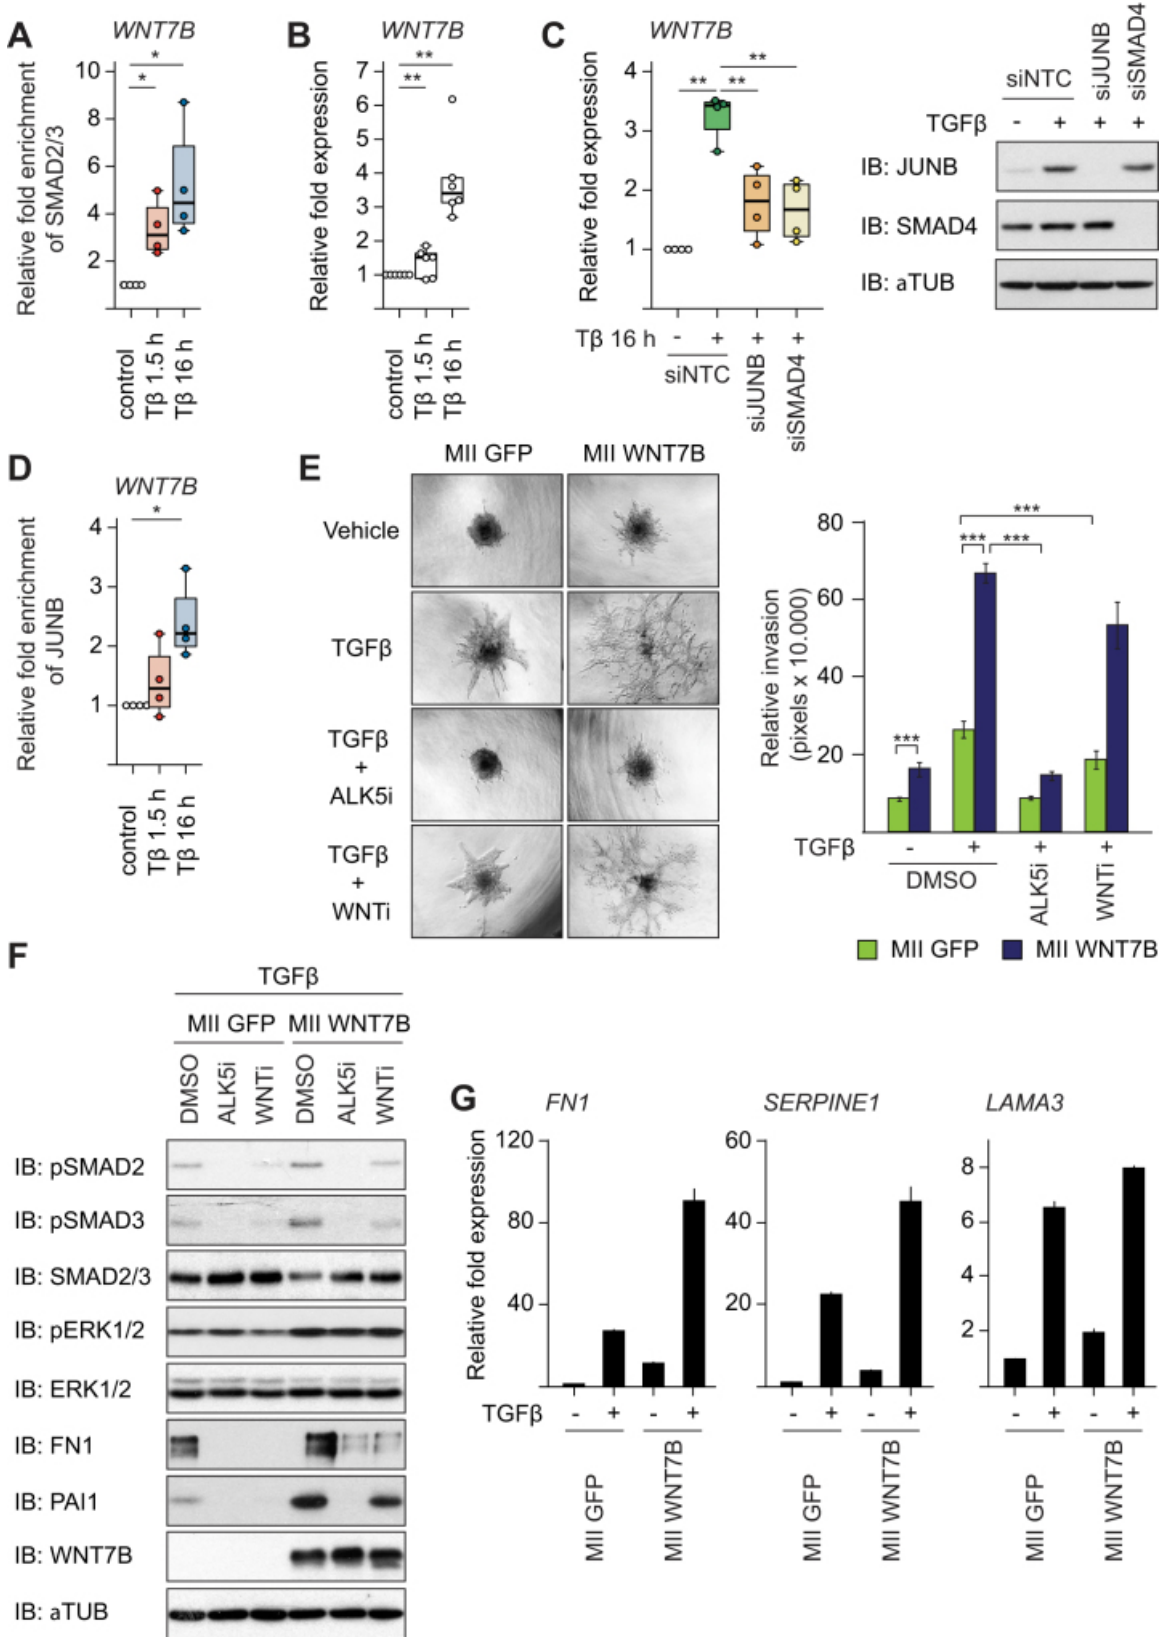 A
WNT7B
Relative fold enrichment
of SMAD2/3
10
8
6
4
2
*
*
control
Tβ 1.5 h
Tβ 16 h
B
WNT7B
Relative fold expression
7
6
5
4
3
2
1
**
**
control
Tβ 1.5 h
Tβ 16 h
C
WNT7B
Relative fold expression
4
3
2
1
**
** **
Tβ 16 h - + + +
siNTC
siJUNB
siSMAD4
siNTC
siJUNB
siSMAD4
TGFβ - + + +
IB: JUNB
IB: SMAD4
IB: aTUB
D
WNT7B
Relative fold enrichment
of JUNB
4
3
2
1
*
control
Tβ 1.5 h
Tβ 16 h
E
MII GFP MII WNT7B
Vehicle
TGFβ
TGFβ
+
ALK5i
TGFβ
+
WNTi
Relative invasion
(pixels x 10.000)
80
60
40
20
***
*** ***
***
TGFβ - + + +
DMSO
ALK5i
WNTi
MII GFP MII WNT7B
F
TGFβ
MII GFP MII WNT7B
DMSO
ALK5i
WNTi
DMSO
ALK5i
WNTi
IB: pSMAD2
IB: pSMAD3
IB: SMAD2/3
IB: pERK1/2
IB: ERK1/2
IB: FN1
IB: PAI1
IB: WNT7B
IB: aTUB
G
FN1
Relative fold expression
120
80
40
TGFβ - + - +
MII GFP
MII WNT7B
SERPINE1
60
40
20
- + - +
MII GFP
MII WNT7B
LAMA3
8
6
4
2
- + - +
MII GFP
MII WNT7B